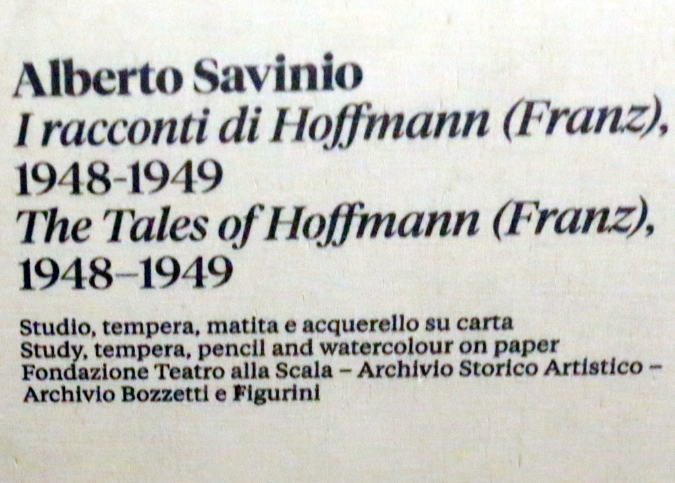 Alberto Savinio
I racconti di Hoffmann (Franz),
1948-1949
The Tales of Hoffmann (Franz),
1948–1949
Studio, tempera, matita e acquerello su carta
Study, tempera, pencil and watercolour on paper
Fondazione Teatro alla Scala – Archivio Storico Artistico –
Archivio Bozzetti e Figurini